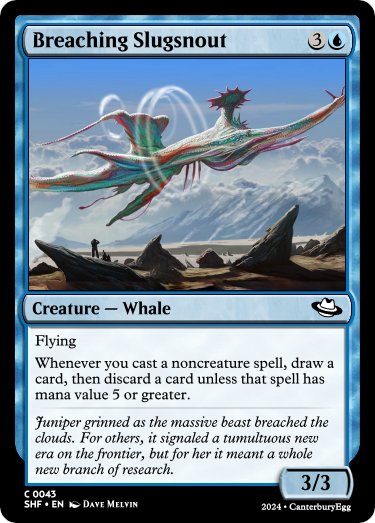 Breaching Slugsnout 3
Creature — Whale
Flying
Whenever you cast a noncreature spell, draw a
card, then discard a card unless that spell has
mana value 5 or greater.
Juniper grinned as the massive beast breached the
clouds. For others, it signaled a tumultuous new
era on the frontier, but for her it meant a whole
new branch of research.
3/3
C 0043
SHF • EN Dave Melvin
2024 • CanterburyEgg